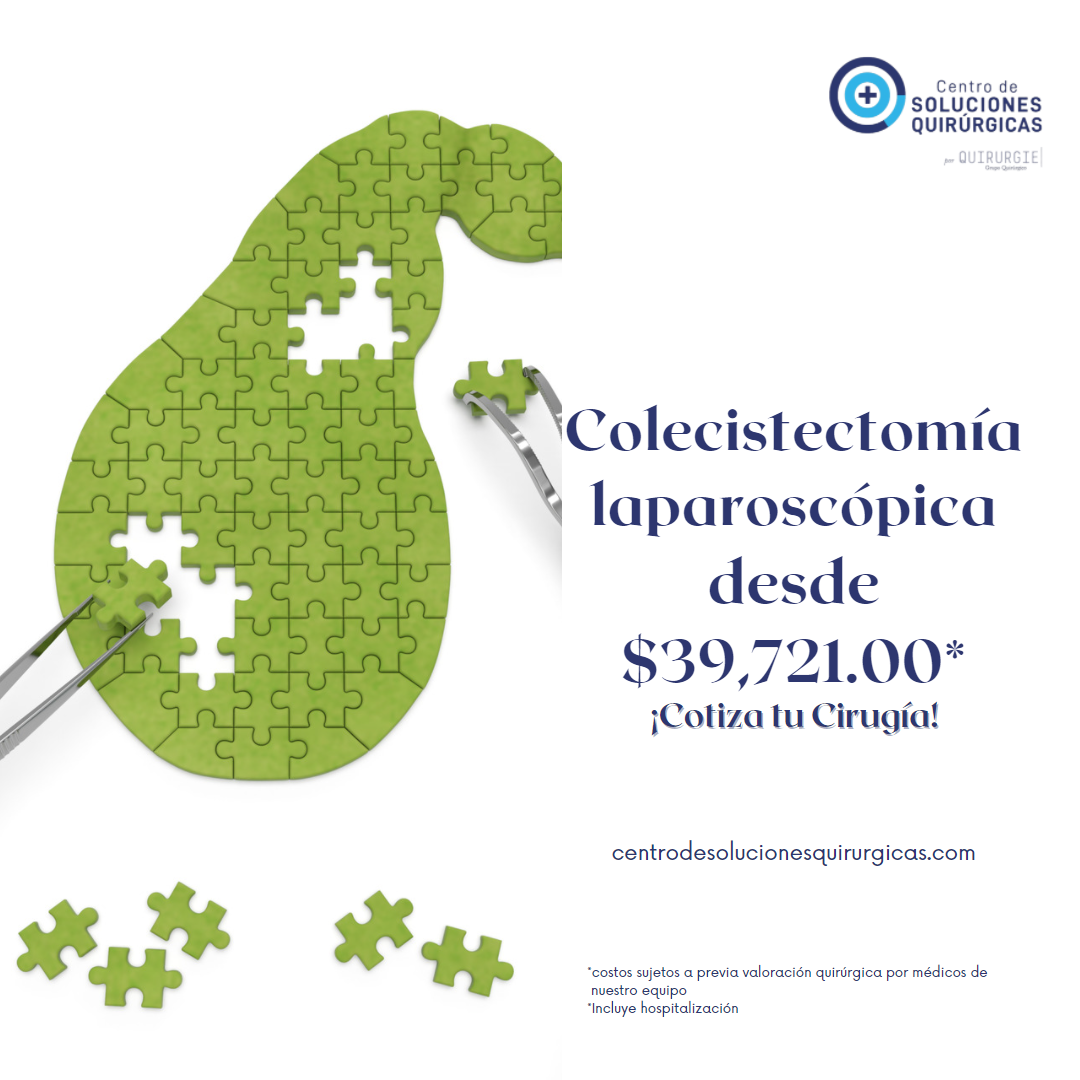 Centro de
SOLUCIONES
QUIRÚRGICAS
por QUIRURGIE
Colecistectomía
laparoscópica
desde
$39,721.00*
¡Cotiza tu Cirugía!
centrodesolucionesquirurgicas.com
*costos sujetos a previa valoración quirúrgica por médicos de
nuestro equipo
*Incluye hospitalización